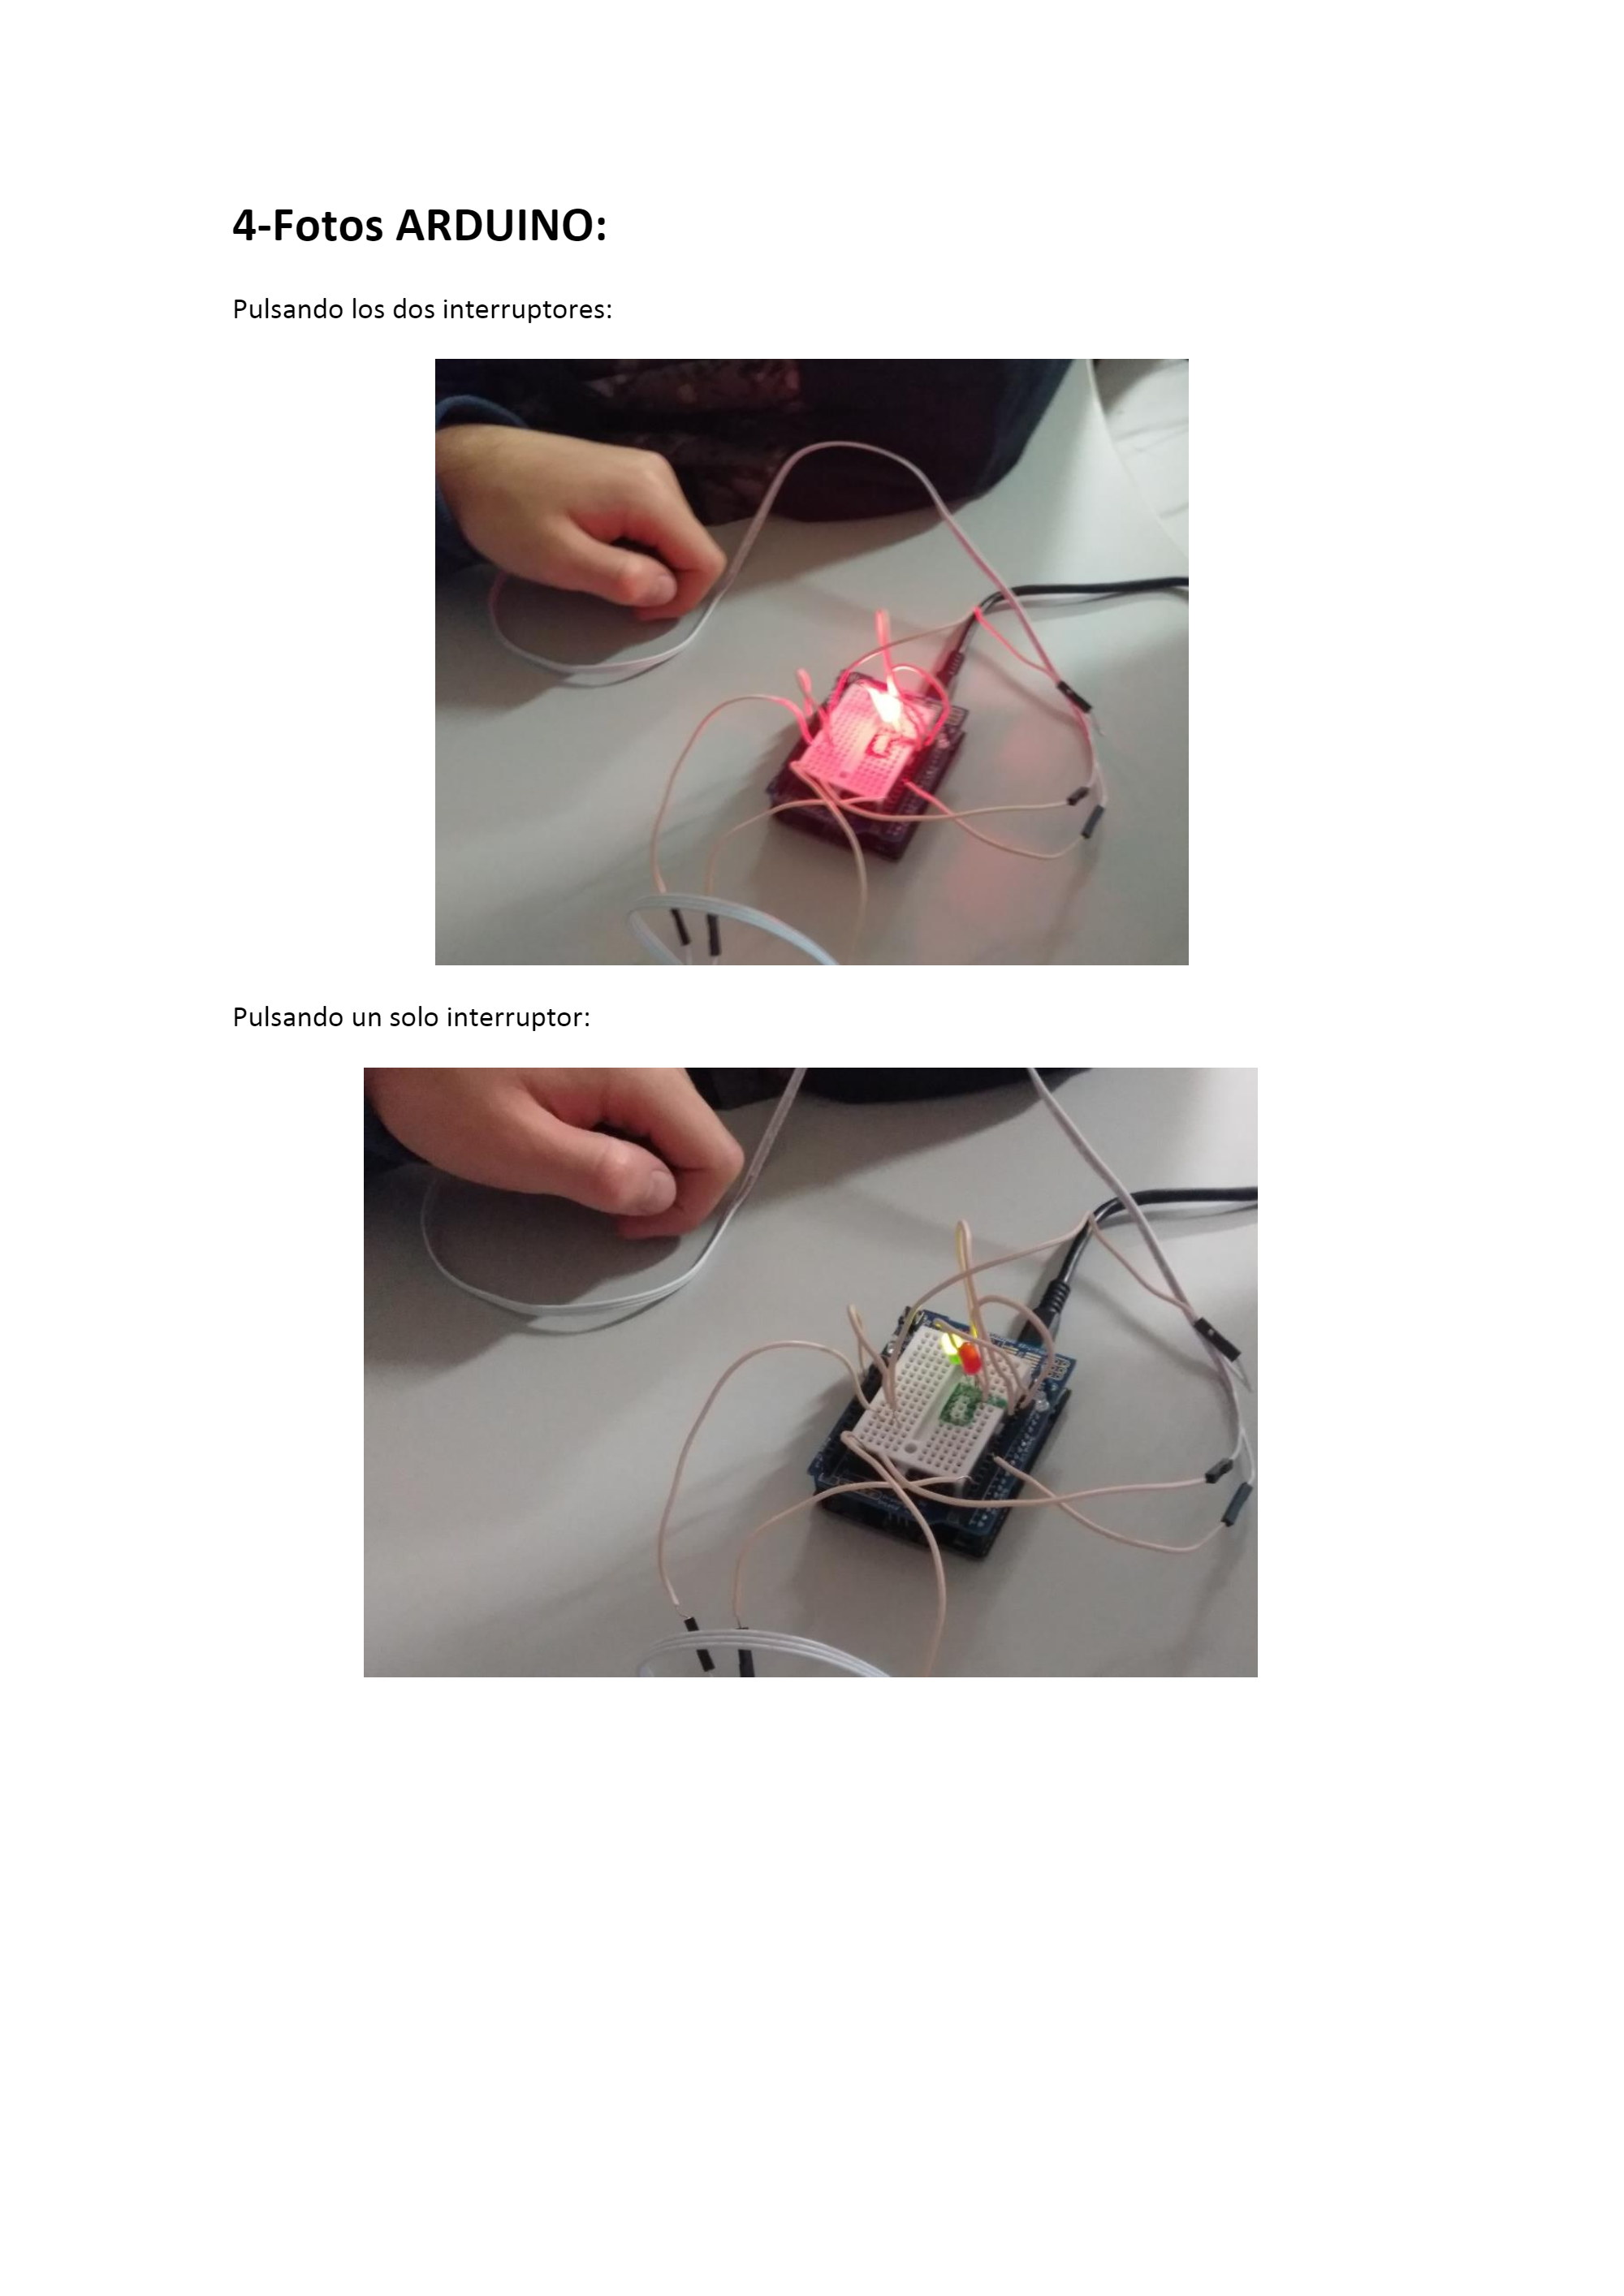 4-Fotos ARDUINO:
Pulsando los dos interruptores:
Pulsando un solo interruptor: